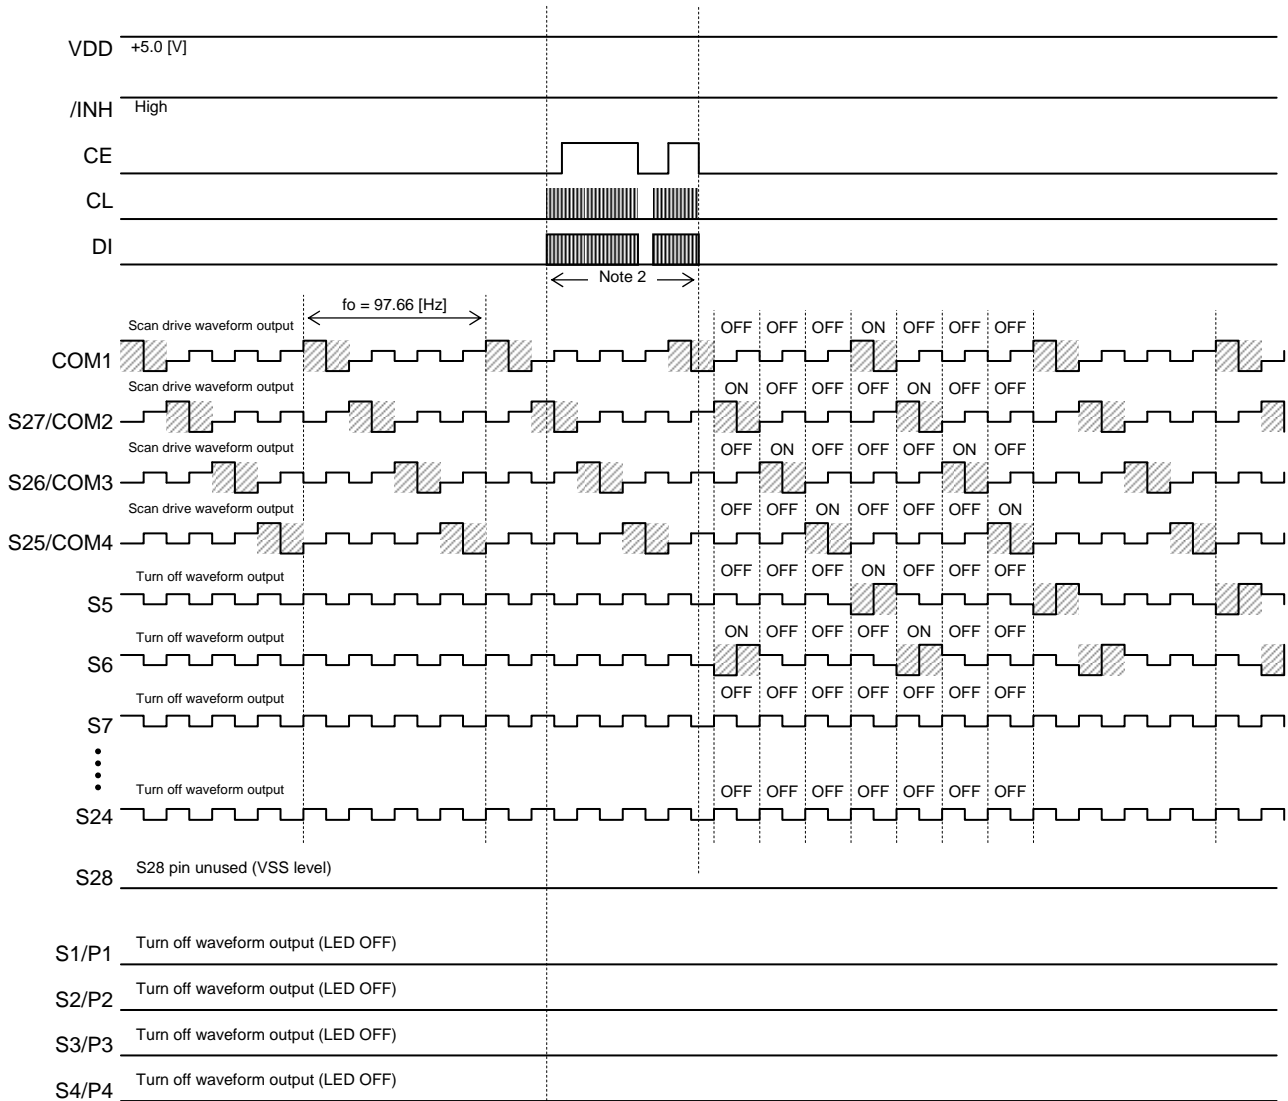 VDD +5.0 [V]
/INH High
CE
CL
DI
Note 2
fo = 97.66 [Hz]
Scan drive waveform output OFF OFF OFF ON OFF OFF OFF
COM1
Scan drive waveform output ON OFF OFF OFF ON OFF OFF
S27/COM2
Scan drive waveform output OFF ON OFF OFF OFF ON OFF
S26/COM3
Scan drive waveform output OFF OFF ON OFF OFF OFF ON
S25/COM4
Turn off waveform output OFF OFF OFF ON OFF OFF OFF
S5
Turn off waveform output ON OFF OFF OFF ON OFF OFF
S6
Turn off waveform output OFF OFF OFF OFF OFF OFF OFF
S7
Turn off waveform output OFF OFF OFF OFF OFF OFF OFF
S24
S28 pin unused (VSS level)
S28
Turn off waveform output (LED OFF)
S1/P1
Turn off waveform output (LED OFF)
S2/P2
Turn off waveform output (LED OFF)
S3/P3
Turn off waveform output (LED OFF)
S4/P4